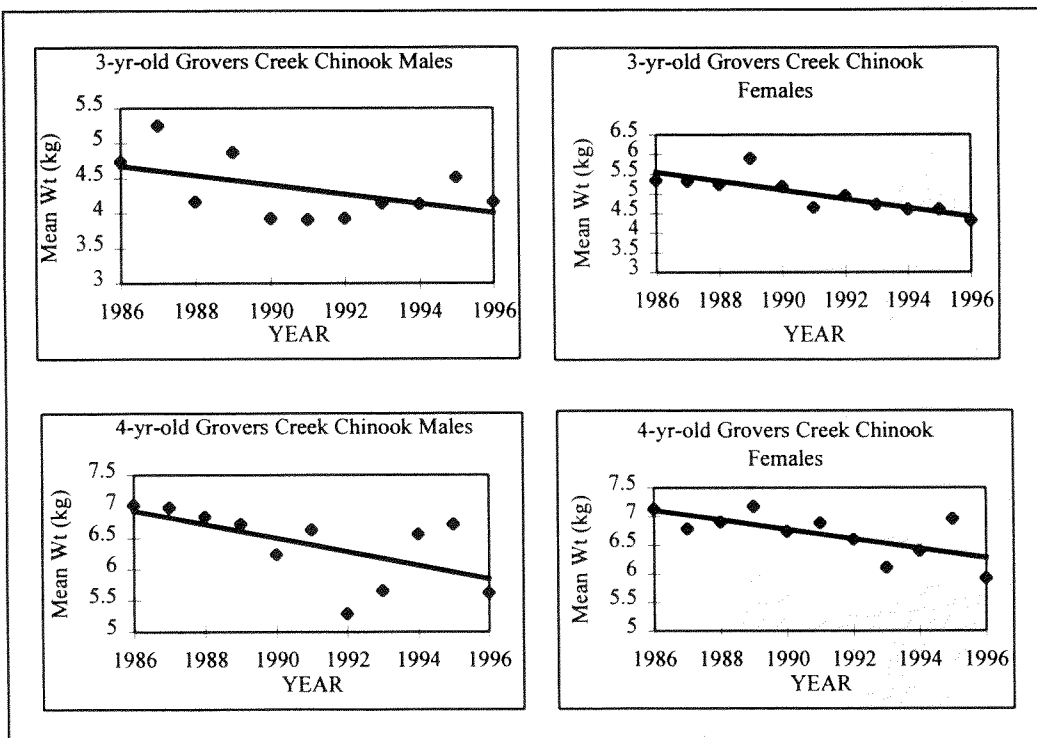 3-yr-old Grovers Creek Chinook Males
Mean Wt (kg)
5.5
5
4.5
4
3.5
3
1986 1988 1990 1992 1994 1996
YEAR
3-yr-old Grovers Creek Chinook
Females
Mean Wt (kg)
6.5
6
5.5
5
4.5
4
3.5
3
1986 1988 1990 1992 1994 1996
YEAR
4-yr-old Grovers Creek Chinook Males
Mean Wt (kg)
7.5
7
6.5
6
5.5
5
1986 1988 1990 1992 1994 1996
YEAR
4-yr-old Grovers Creek Chinook
Females
Mean Wt (kg)
7.5
7
6.5
6
5.5
5
1986 1988 1990 1992 1994 1996
YEAR